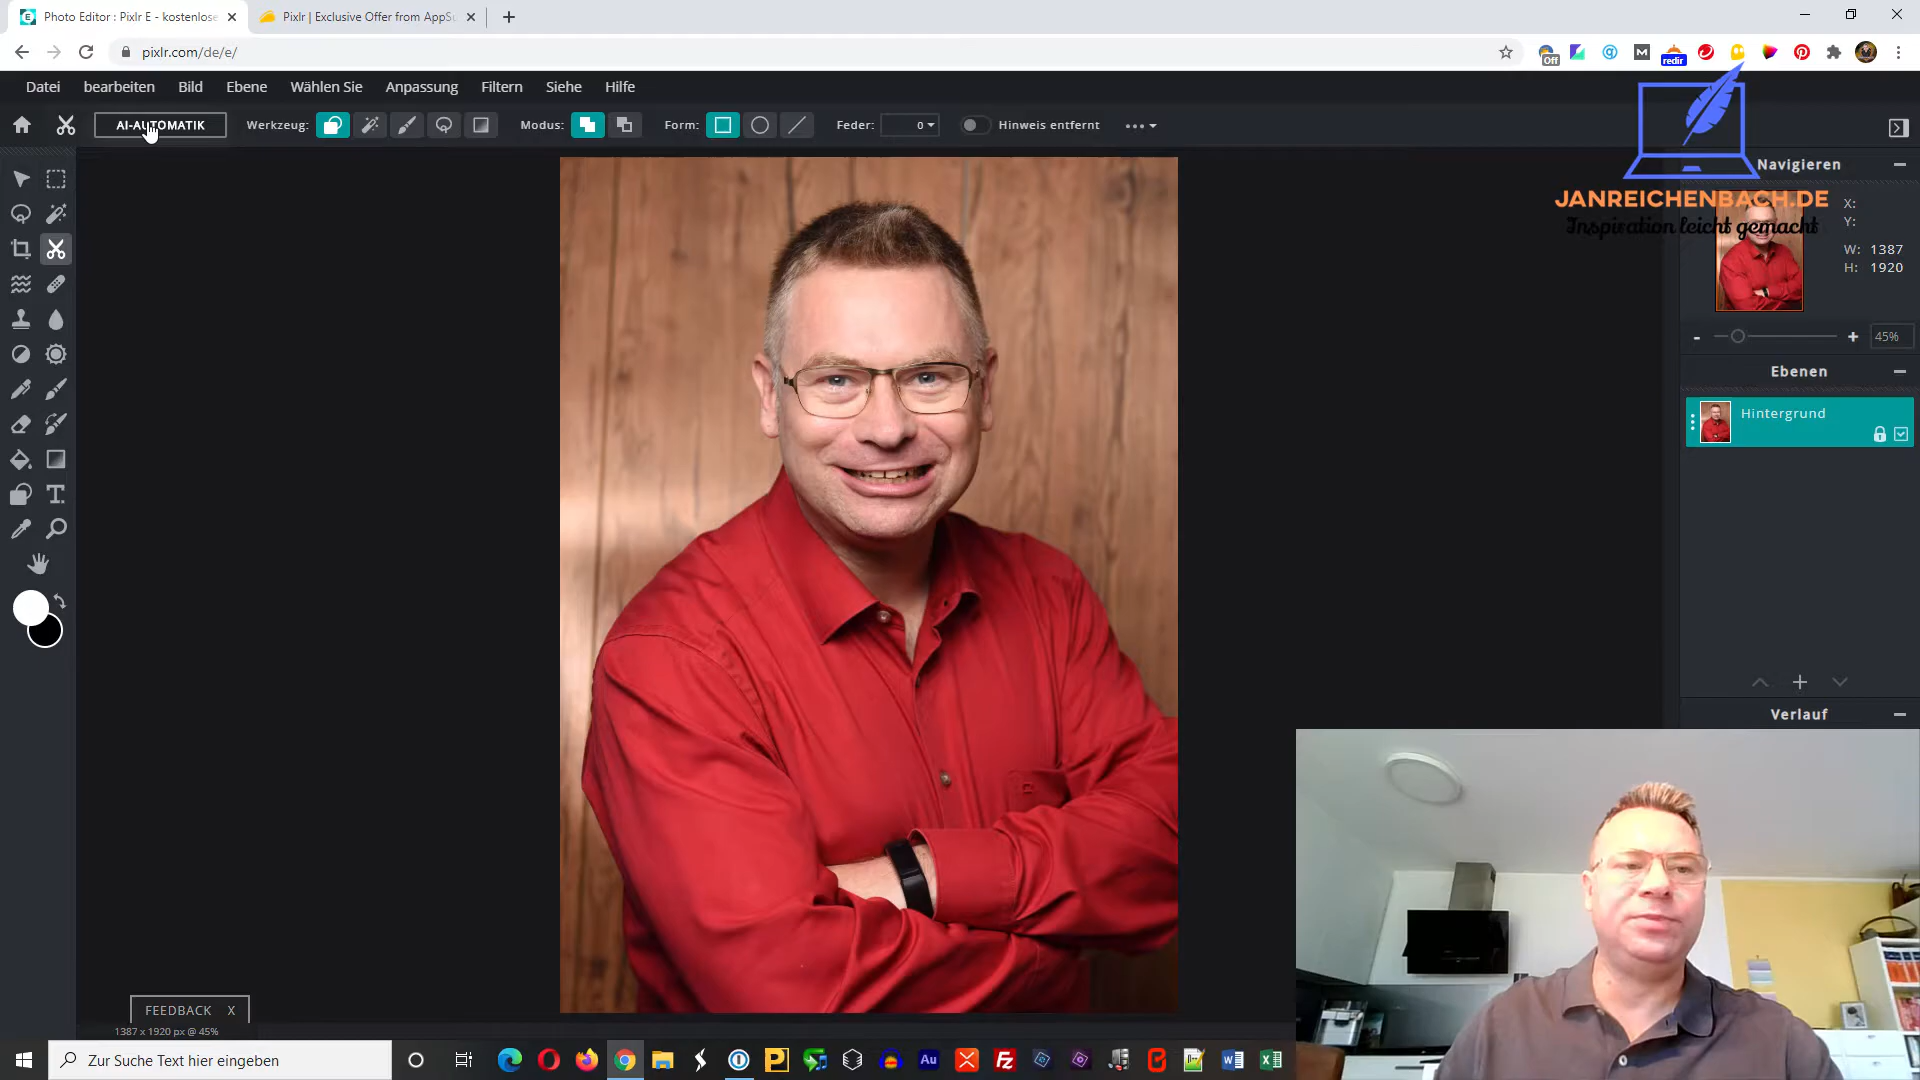 Photo Editor : Pixlr E - kostenlose
Pixlr | Exclusive Offer from AppSu
pixlr.com/de/e/
Off
redir
Datei bearbeiten Bild Ebene Wählen Sie Anpassung Filtern Siehe Hilfe
AI-AUTOMATIK Werkzeug: Modus: Form: Feder: 0 Hinweis entfernt
Navigieren
JANREICHENBACH.DE
Inspiration leicht gemacht
X:
Y:
W: 1387
H: 1920
45%
Ebenen
Hintergrund
Verlauf
FEEDBACK X
1387 x 1920 px @ 45%
Zur Suche Text hier eingeben